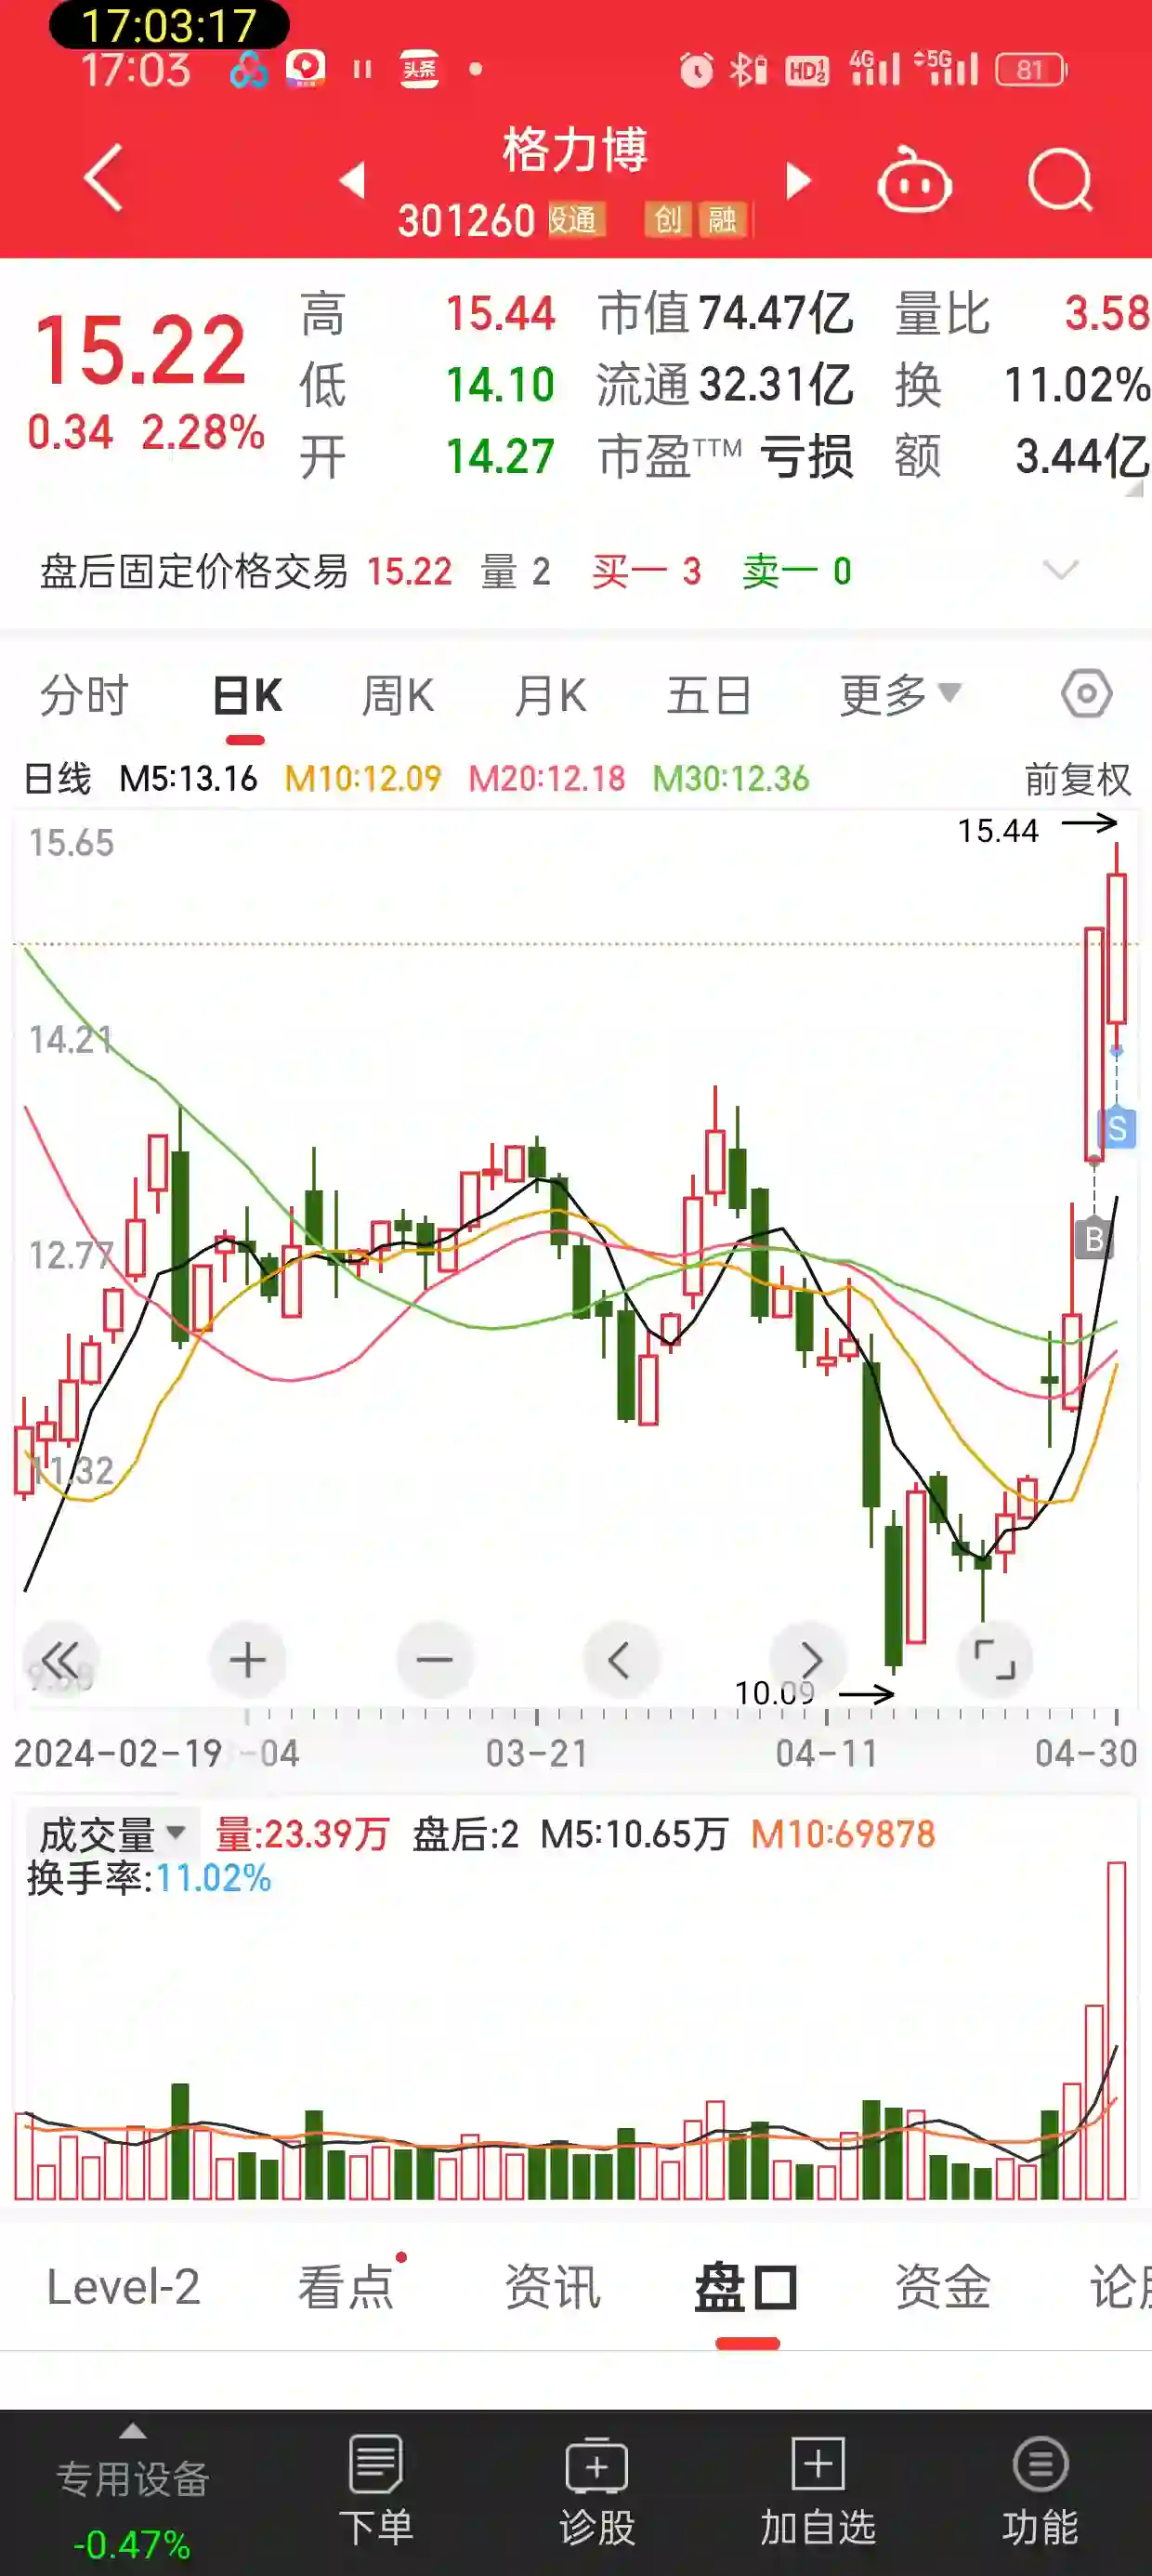 17:03:17
17:03 头条 HD 1 2 4G 5G 81
格力博
301260 股通 创 融
15.22
0.34 2.28%
高 15.44 市值 74.47亿 量比 3.58
低 14.10 流通 32.31亿 换 11.02%
开 14.27 市盈TTM 亏损 额 3.44亿
盘后固定价格交易 15.22 量 2 买一 3 卖一 0
分时 日K 周K 月K 五日 更多
日线 M5:13.16 M10:12.09 M20:12.18 M30:12.36 前复权
15.44
15.65
14.21
S
B
12.77
11.32
10.09
2024-02-19 -04 03-21 04-11 04-30
成交量 量:23.39万 盘后:2 M5:10.65万 M10:69878
换手率:11.02%
Level-2 看点 资讯 盘口 资金 论
专用设备 下单 诊股 加自选 功能
-0.47%